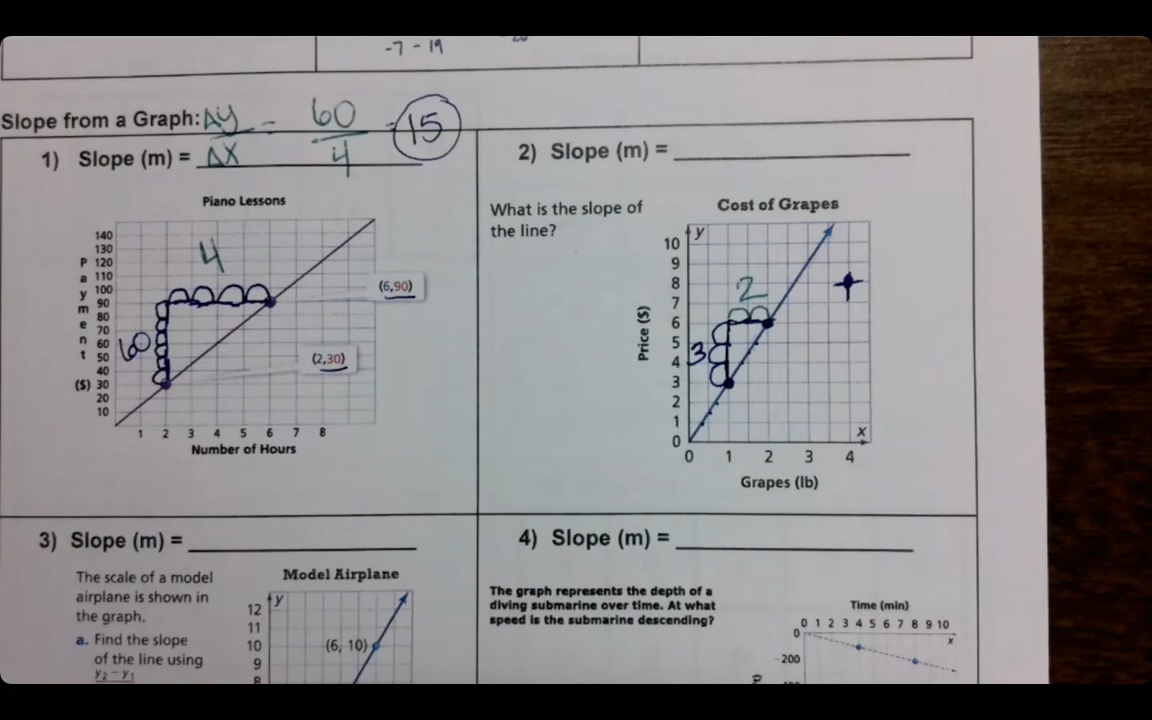 -7 - 19
Slope from a Graph: Δy = 60 = 15
1) Slope (m) = Δx 4
Piano Lessons
Payment ($)
140
130
120
110
100
90
80
70
60
50
40
30
20
10
4
60
(6,90)
(2,30)
1 2 3 4 5 6 7 8
Number of Hours
2) Slope (m) =
What is the slope of
the line?
Cost of Grapes
y
Price ($)
10
9
8
7
6
5
4
3
2
1
0
2
3
x
0 1 2 3 4
Grapes (lb)
3) Slope (m) =
The scale of a model
airplane is shown in
the graph.
a. Find the slope
of the line using
y₂ - y₁
Model Airplane
y
12
11
10
9
8
(6, 10)
4) Slope (m) =
The graph represents the depth of a
diving submarine over time. At what
speed is the submarine descending?
Time (min)
0 1 2 3 4 5 6 7 8 9 10
x
0
-200